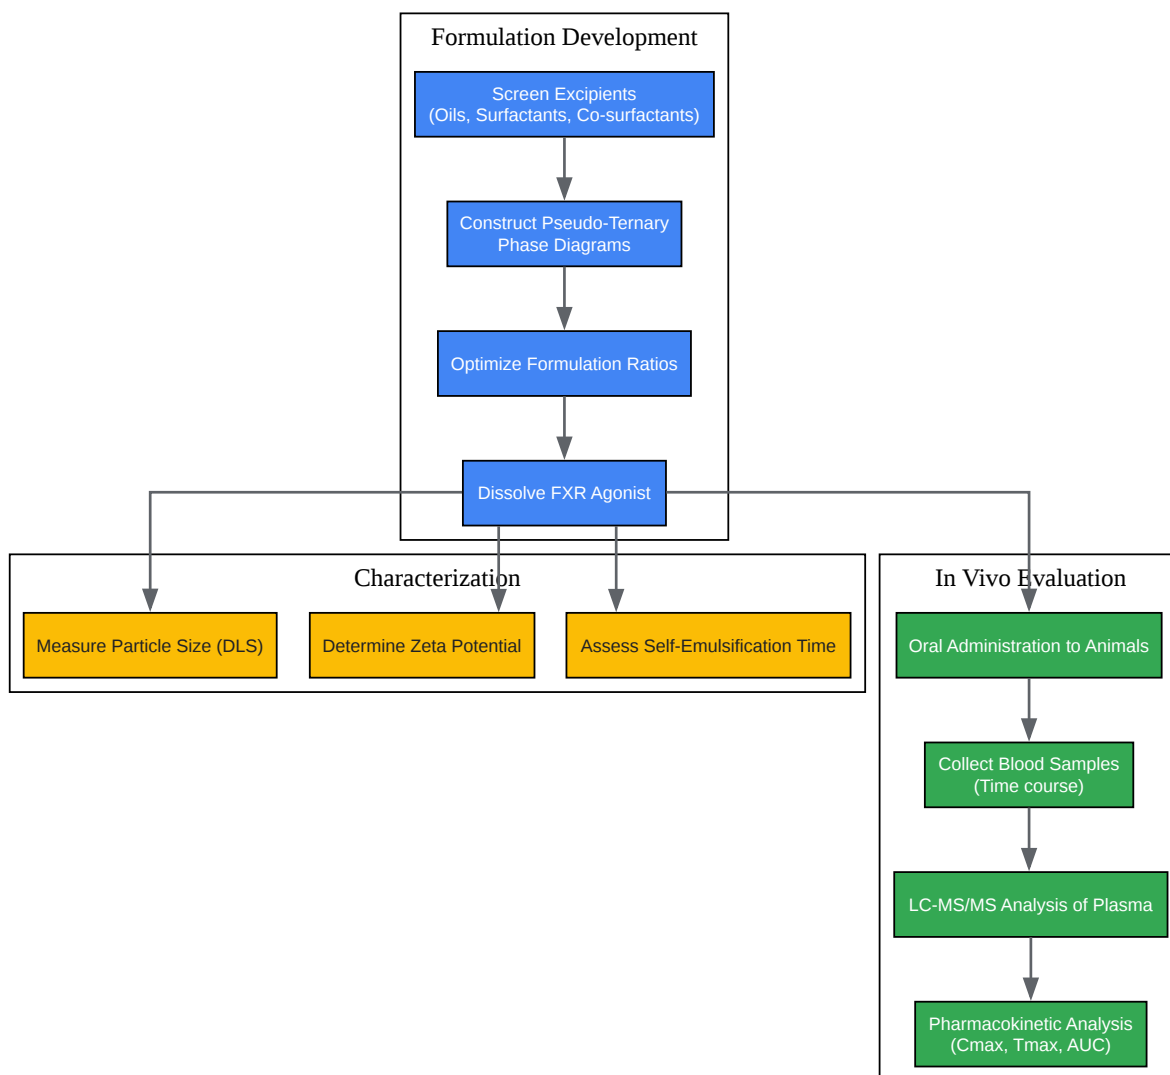 Formulation Development
Screen Excipients
(Oils, Surfactants, Co-surfactants)
Construct Pseudo-Ternary
Phase Diagrams
Optimize Formulation Ratios
Dissolve FXR Agonist
Characterization
Measure Particle Size (DLS)
Determine Zeta Potential
Assess Self-Emulsification Time
In Vivo Evaluation
Oral Administration to Animals
Collect Blood Samples
(Time course)
LC-MS/MS Analysis of Plasma
Pharmacokinetic Analysis
(Cmax, Tmax, AUC)